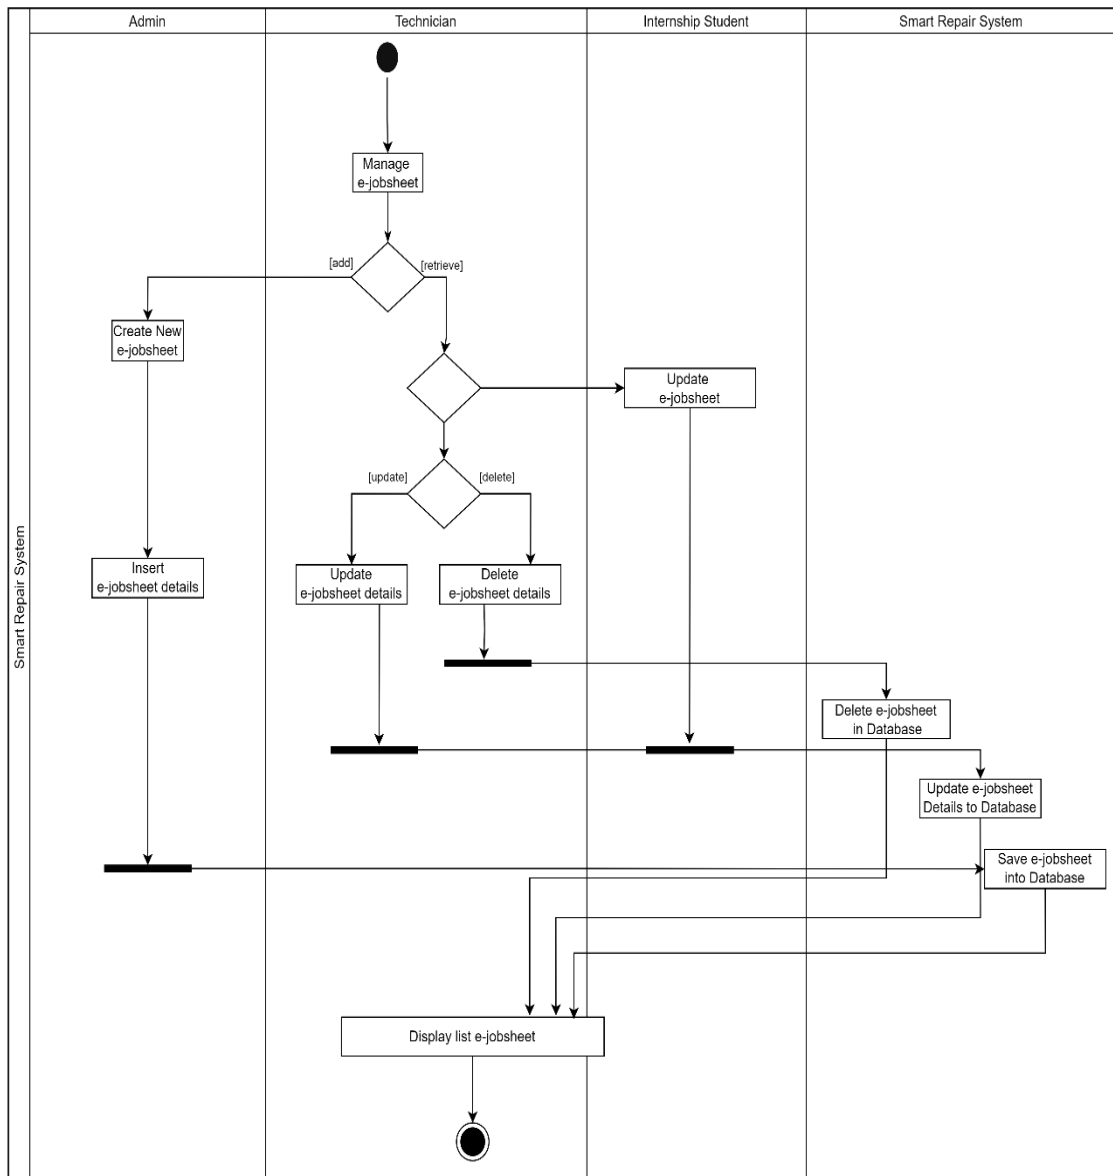 Admin
Technician
Internship Student
Smart Repair System
Smart Repair System
Manage
e-jobsheet
[add]
[retrieve]
Create New
e-jobsheet
Update
e-jobsheet
[update]
[delete]
Insert
e-jobsheet details
Update
e-jobsheet details
Delete
e-jobsheet details
Delete e-jobsheet
in Database
Update e-jobsheet
Details to Database
Save e-jobsheet
into Database
Display list e-jobsheet